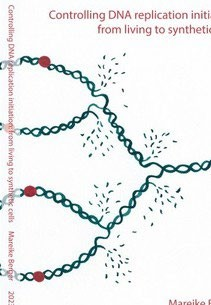 Controlling DNA replication initi
from living to synthetic
Controlling DNA replication initiation: from living to synthetic cells
Mareike Berger
202
Mareike B